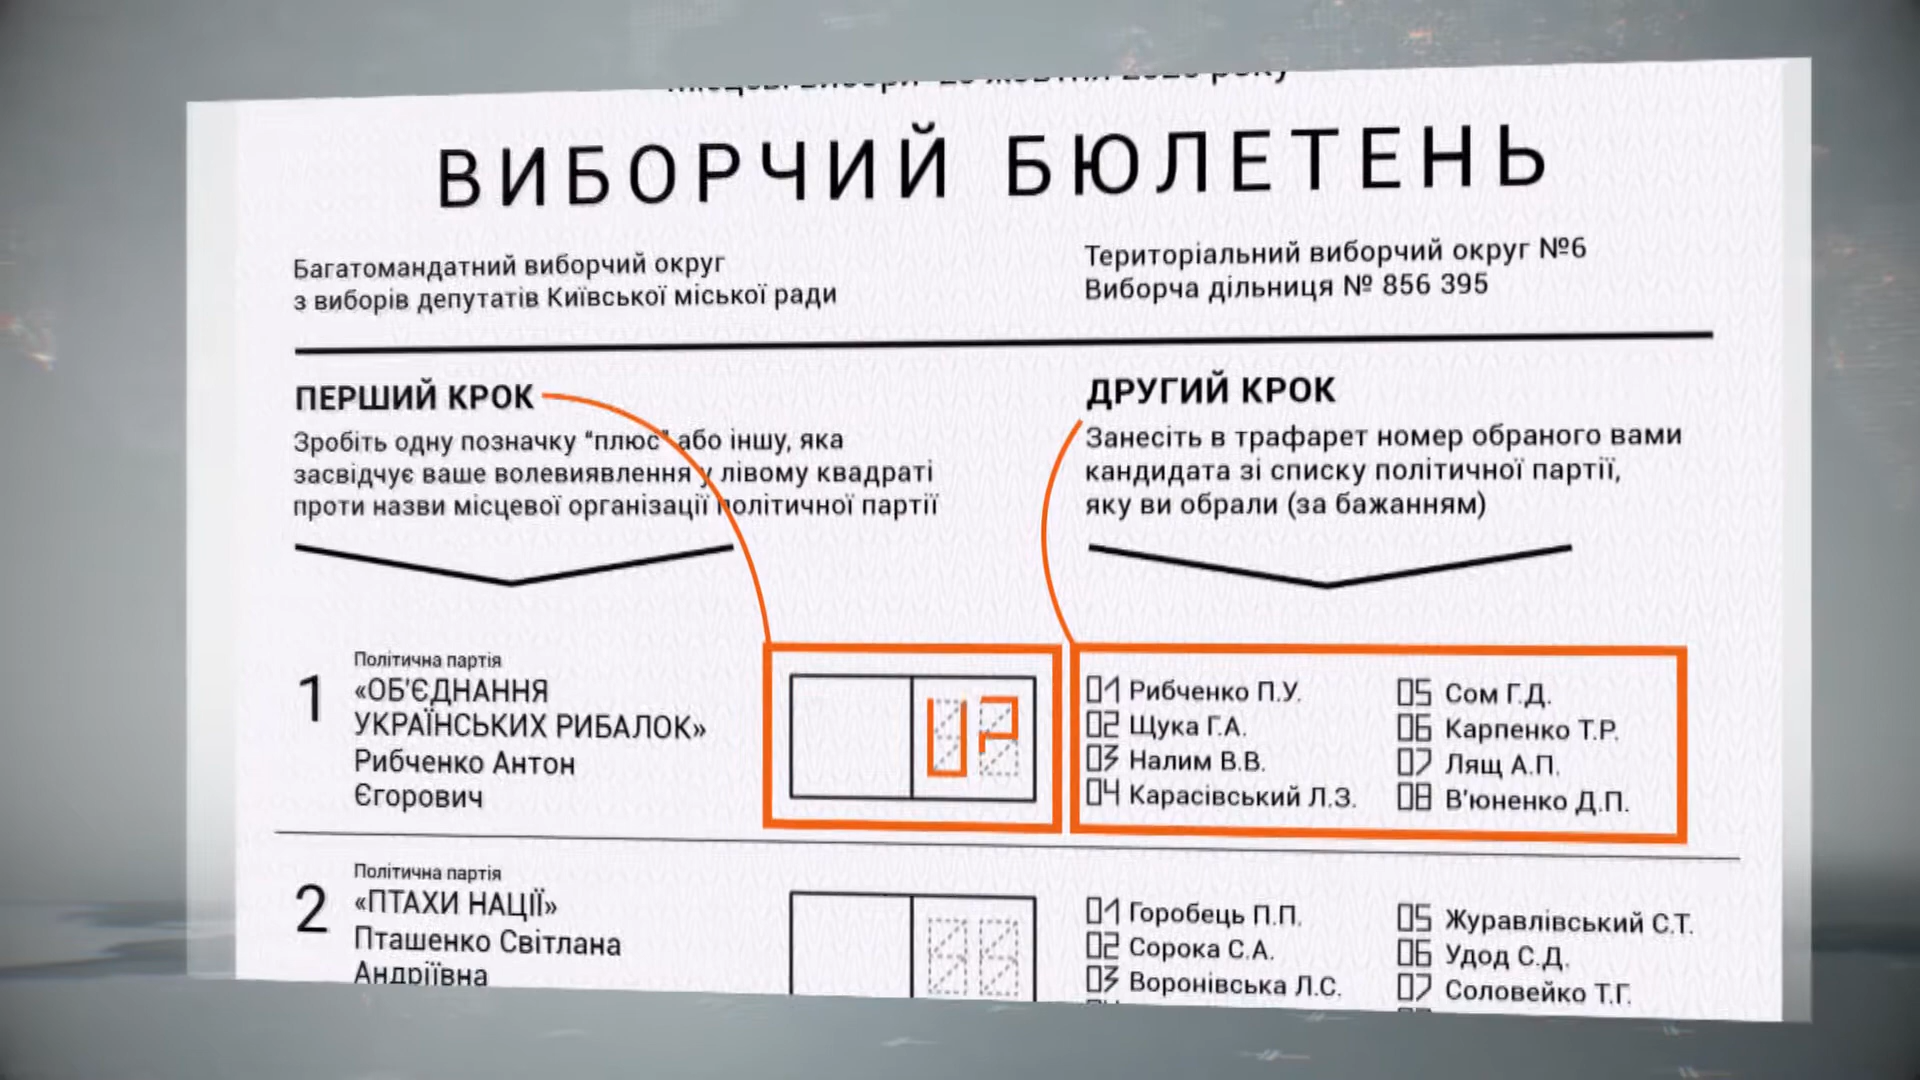 ВИБОРЧИЙ БЮЛЕТЕНЬ
Багатомандатний виборчий округ
з виборів депутатів Київської міської ради
Територіальний виборчий округ №6
Виборча дільниця № 856 395
ПЕРШИЙ КРОК
Зробіть одну позначку “плюс” або іншу, яка
засвідчує ваше волевиявлення у лівому квадраті
проти назви місцевої організації політичної партії
ДРУГИЙ КРОК
Занесіть в трафарет номер обраного вами
кандидата зі списку політичної партії,
яку ви обрали (за бажанням)
1
Політична партія
«ОБ'ЄДНАННЯ
УКРАЇНСЬКИХ РИБАЛОК»
Рибченко Антон
Єгорович
01 Рибченко П.У.
02 Щука Г.А.
03 Налим В.В.
04 Карасівський Л.З.
05 Сом Г.Д.
06 Карпенко Т.Р.
07 Лящ А.П.
08 В'юненко Д.П.
2
Політична партія
«ПТАХИ НАЦІЇ»
Пташенко Світлана
Андріївна
01 Горобець П.П.
02 Сорока С.А.
03 Воронівська Л.С.
05 Журавлівський С.Т.
06 Удод С.Д.
07 Соловейко Т.Г.